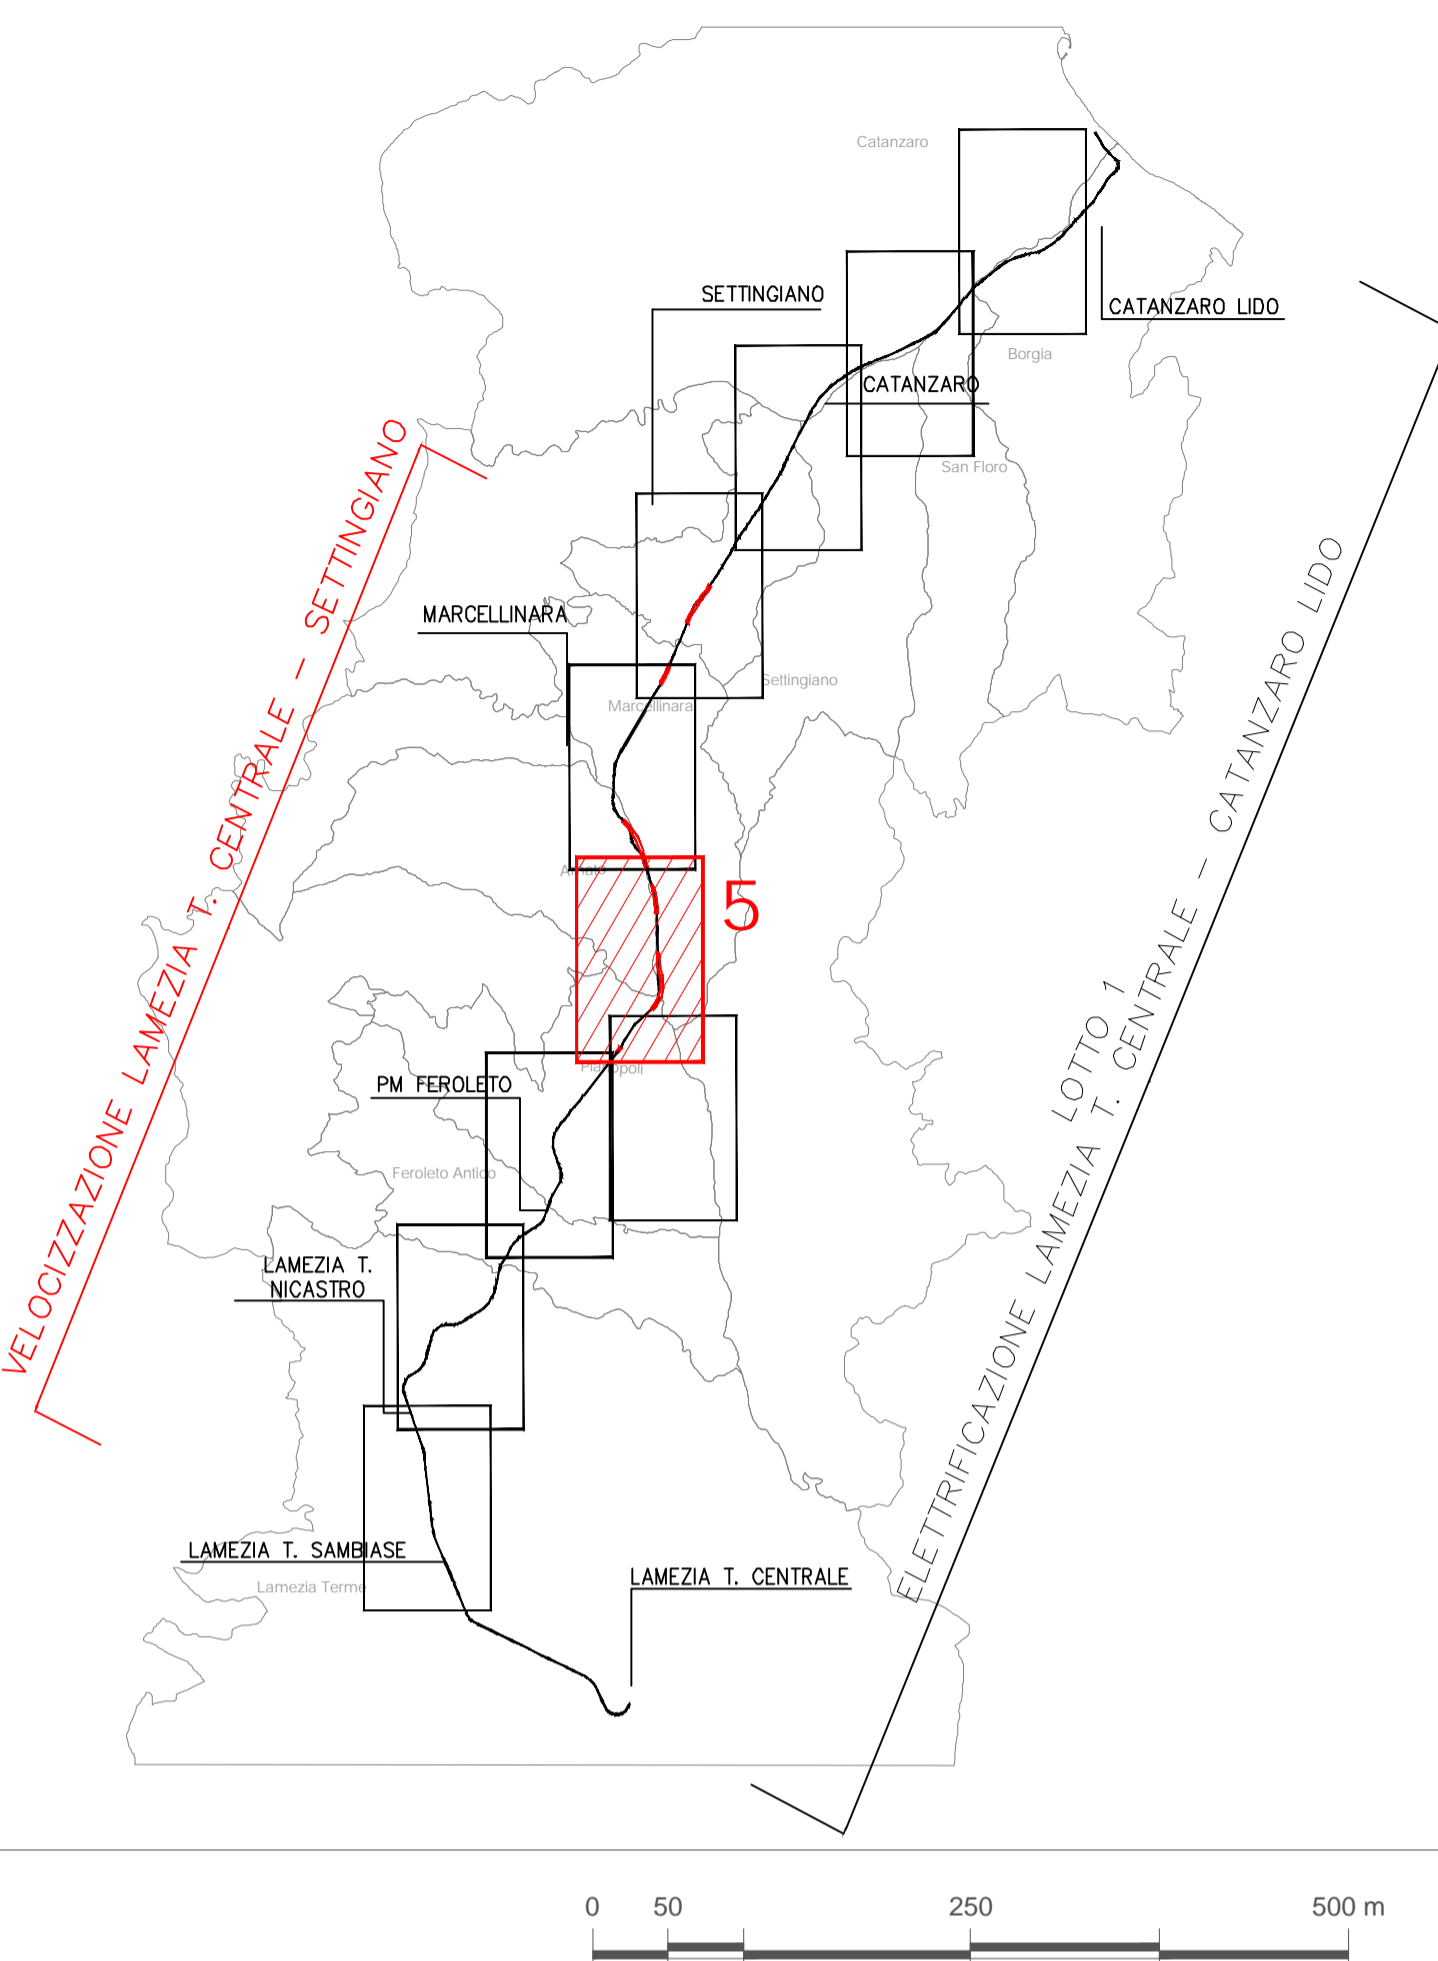 Catanzaro
SETTINGIANO
CATANZARO LIDO
Borgia
CATANZARO
San Floro
VELOCIZZAZIONE LAMEZIA T. CENTRALE - SETTINGIANO
MARCELLINARA
Settingiano
Marcellinara
Amato
5
LOTTO 1
ELETTRIFICAZIONE LAMEZIA T. CENTRALE - CATANZARO LIDO
Pianopoli
PM FEROLETO
Feroleto Antico
LAMEZIA T.
NICASTRO
LAMEZIA T. SAMBIASE
LAMEZIA T. CENTRALE
Lamezia Terme
0 50 250 500 m